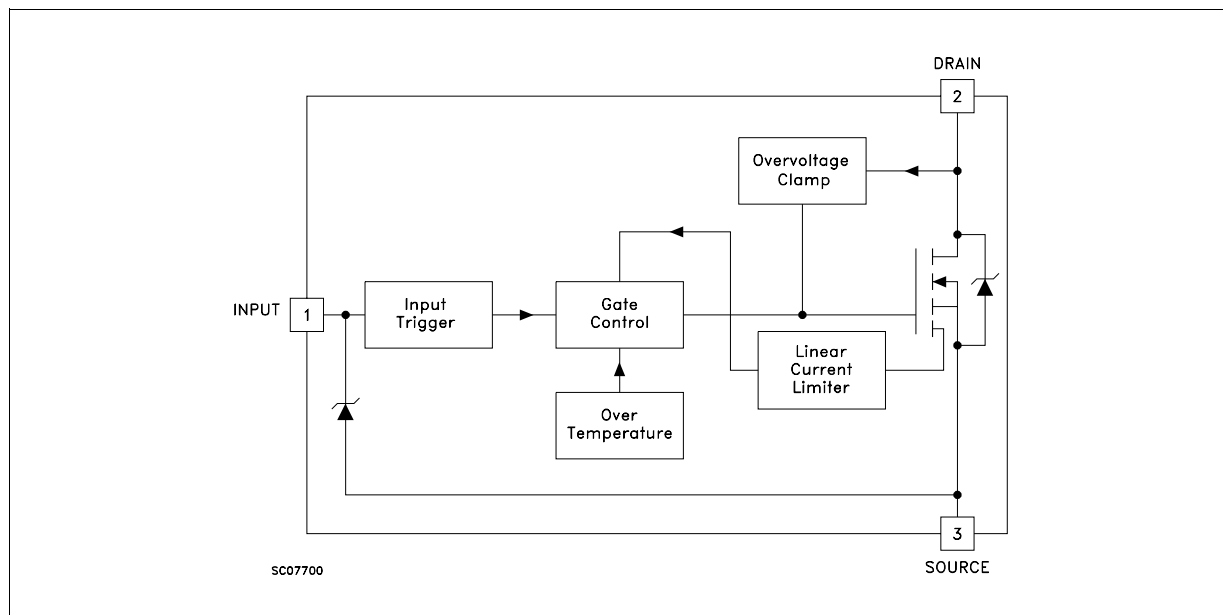 DRAIN
2
Overvoltage
Clamp
INPUT
1
Input
Trigger
Gate
Control
Linear
Current
Limiter
Over
Temperature
3
SOURCE
SC07700